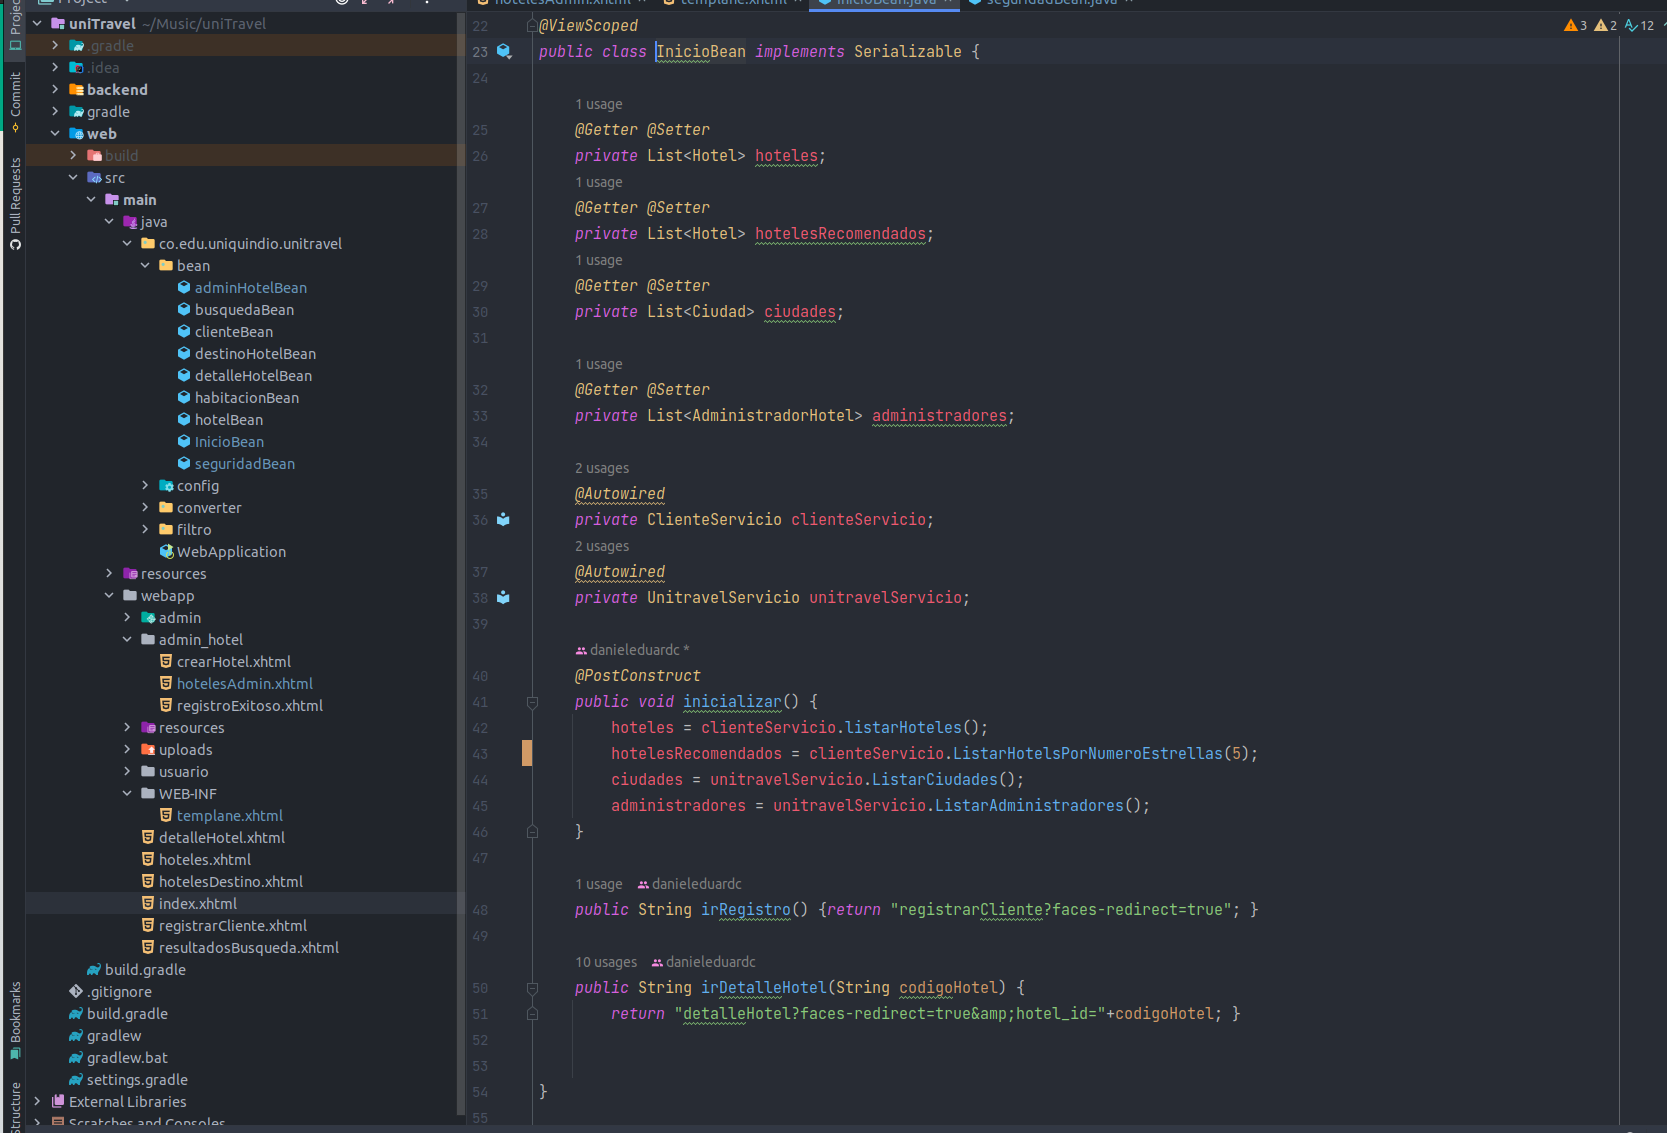 Project
hotelesAdmin.xhtml
templane.xhtml
InicioBean.java
seguridadBean.java
Project
Commit
Pull Requests
Bookmarks
Structure
uniTravel ~/Music/uniTravel
.gradle
.idea
backend
gradle
web
build
src
main
java
co.edu.uniquindio.unitravel
bean
adminHotelBean
busquedaBean
clienteBean
destinoHotelBean
detalleHotelBean
habitacionBean
hotelBean
InicioBean
seguridadBean
config
converter
filtro
WebApplication
resources
webapp
admin
admin_hotel
crearHotel.xhtml
hotelesAdmin.xhtml
registroExitoso.xhtml
resources
uploads
usuario
WEB-INF
templane.xhtml
detalleHotel.xhtml
hoteles.xhtml
hotelesDestino.xhtml
index.xhtml
registrarCliente.xhtml
resultadosBusqueda.xhtml
build.gradle
.gitignore
build.gradle
gradlew
gradlew.bat
settings.gradle
External Libraries
Scratches and Consoles
3 2 12
22 @ViewScoped
23 public class InicioBean implements Serializable {
24
1 usage
25 @Getter @Setter
26 private List<Hotel> hoteles;
1 usage
27 @Getter @Setter
28 private List<Hotel> hotelesRecomendados;
1 usage
29 @Getter @Setter
30 private List<Ciudad> ciudades;
31
1 usage
32 @Getter @Setter
33 private List<AdministradorHotel> administradores;
34
2 usages
35 @Autowired
36 private ClienteServicio clienteServicio;
2 usages
37 @Autowired
38 private UnitravelServicio unitravelServicio;
39
danieleduardc *
40 @PostConstruct
41 public void inicializar() {
42 hoteles = clienteServicio.listarHoteles();
43 hotelesRecomendados = clienteServicio.ListarHotelsPorNumeroEstrellas(5);
44 ciudades = unitravelServicio.ListarCiudades();
45 administradores = unitravelServicio.ListarAdministradores();
46 }
47
1 usage danieleduardc
48 public String irRegistro() {return "registrarCliente?faces-redirect=true"; }
49
10 usages danieleduardc
50 public String irDetalleHotel(String codigoHotel) {
51 return "detalleHotel?faces-redirect=true&amp;hotel_id="+codigoHotel; }
52
53
54 }
55